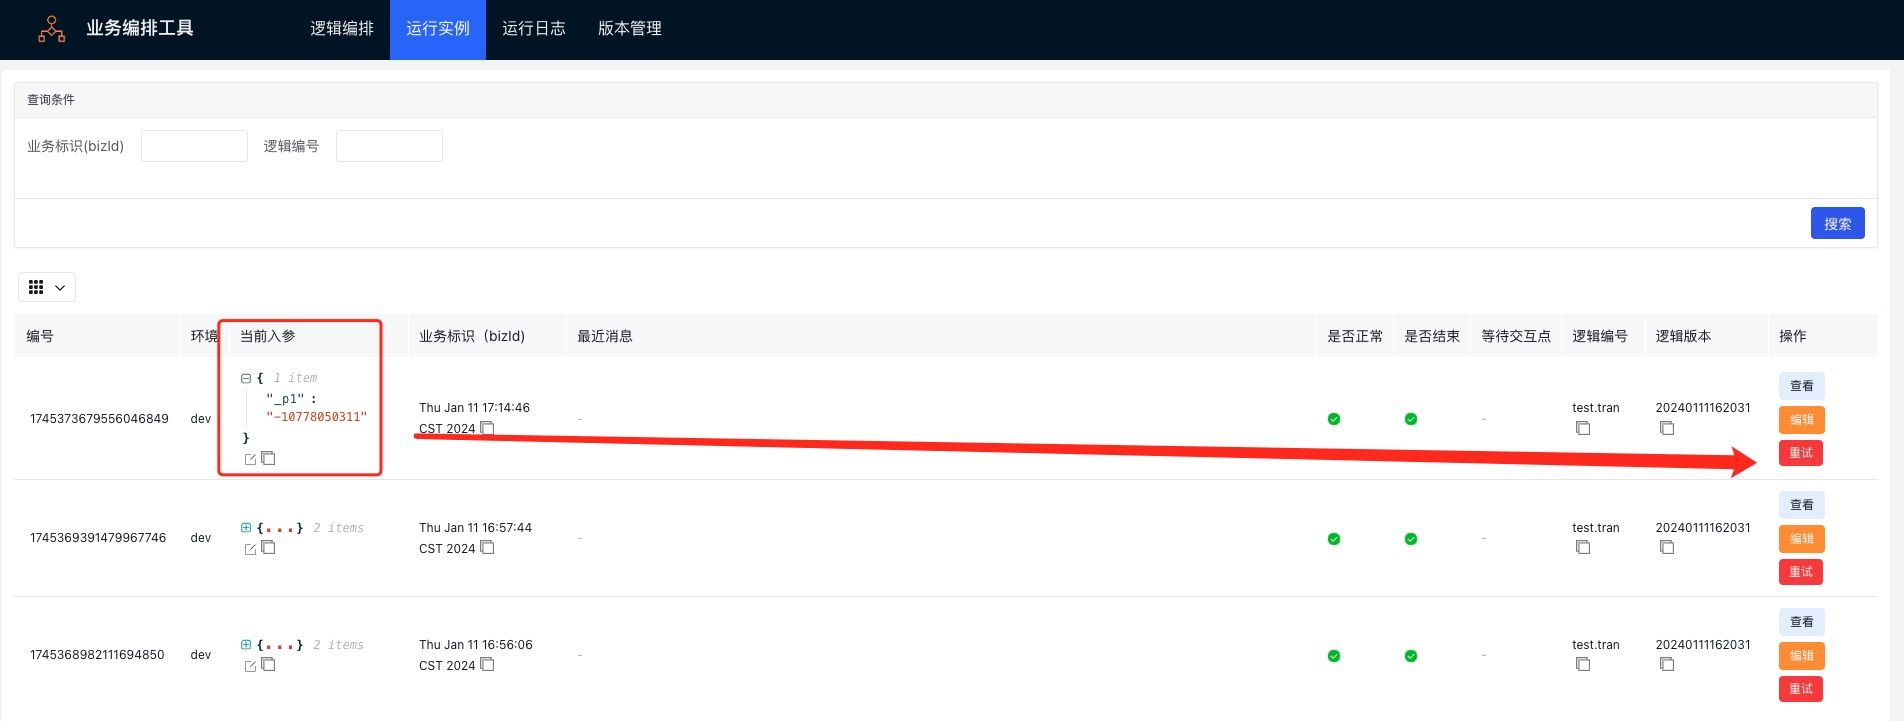 业务编排工具 逻辑编排 运行实例 运行日志 版本管理
查询条件
业务标识(bizId) 逻辑编号
搜索
编号 环境 当前入参 业务标识（bizId) 最近消息 是否正常 是否结束 等待交互点 逻辑编号 逻辑版本 操作
1745373679556046849 dev
{ 1 item
"_p1" :
"-10778050311"
}
Thu Jan 11 17:14:46
CST 2024
-
-
test.tran
20240111162031
查看
编辑
重试
1745369391479967746 dev
{...} 2 items
Thu Jan 11 16:57:44
CST 2024
-
-
test.tran
20240111162031
查看
编辑
重试
1745368982111694850 dev
{...} 2 items
Thu Jan 11 16:56:06
CST 2024
-
-
test.tran
20240111162031
查看
编辑
重试